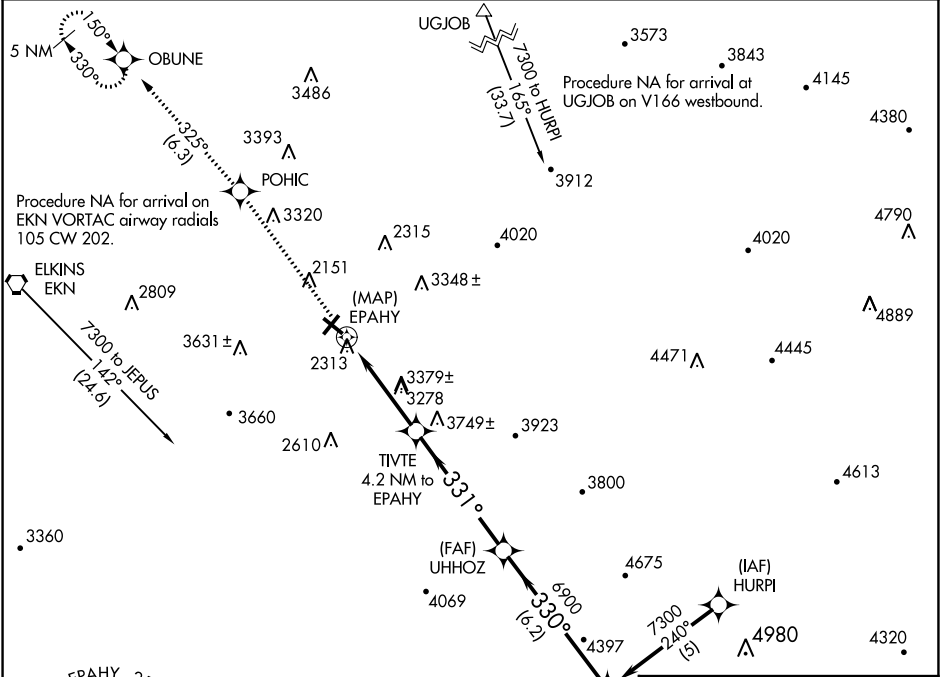 150°
5 NM
330°
OBUNE
UGJOB
7300 to HURPI
165°
(33.7)
Procedure NA for arrival at
UGJOB on V166 westbound.
3573
3843
4145
4380
3486
3393
325°
(6.3)
POHIC
3912
Procedure NA for arrival on
EKN VORTAC airway radials
105 CW 202.
3320
2315
4020
4020
4790
ELKINS
EKN
2809
2151
3348±
(MAP)
EPAHY
4889
7300 to JEPUS
142°
(24.6)
3631±
2313
4471
4445
3379±
3278
3660
3749±
3923
2610
TIVTE
4.2 NM to
EPAHY
331°
3800
4613
3360
(FAF)
UHHOZ
4675
(IAF)
HURPI
4069
6900
330°
(6.2)
7300
240°
(5)
4397
4980
4320
EPAHY